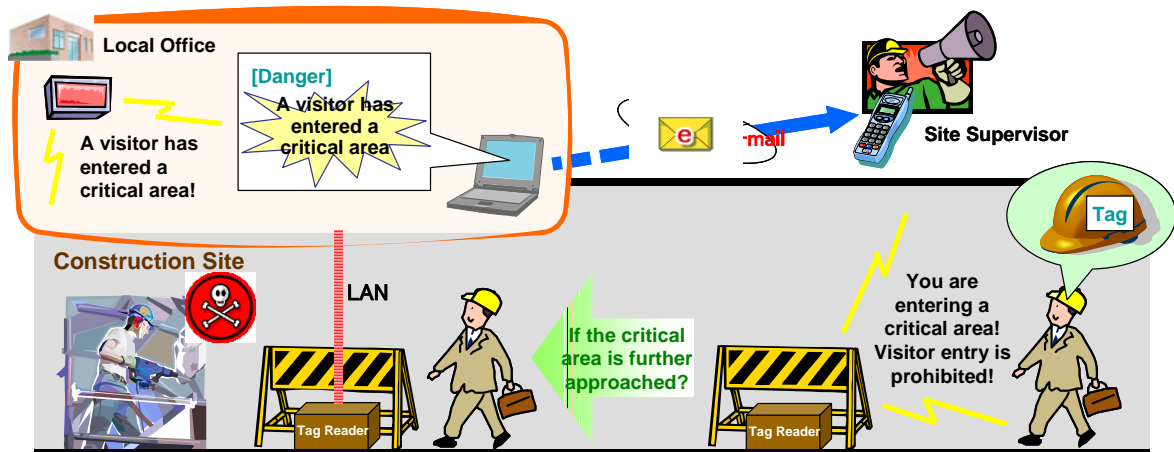 Local Office
[Danger]
A visitor has
entered a
critical area
A visitor has
entered a
critical area!
e
-mail
Site Supervisor
Tag
Construction Site
LAN
If the critical
area is further
approached?
You are
entering a
critical area!
Visitor entry is
prohibited!
Tag Reader
Tag Reader